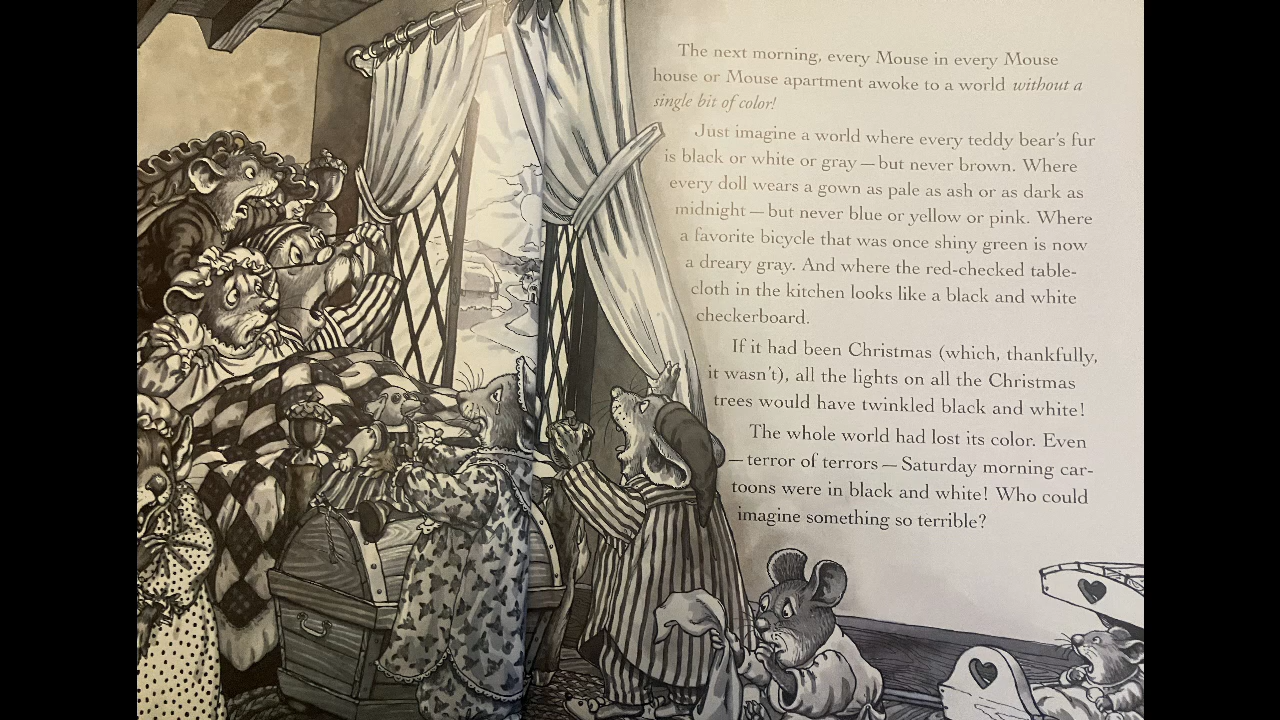 The next morning, every Mouse in every Mouse
house or Mouse apartment awoke to a world without a
single bit of color!
Just imagine a world where every teddy bear's fur
is black or white or gray — but never brown. Where
every doll wears a gown as pale as ash or as dark as
midnight — but never blue or yellow or pink. Where
a favorite bicycle that was once shiny green is now
a dreary gray. And where the red-checked table-
cloth in the kitchen looks like a black and white
checkerboard.
If it had been Christmas (which, thankfully,
it wasn't), all the lights on all the Christmas
trees would have twinkled black and white!
The whole world had lost its color. Even
— terror of terrors — Saturday morning car-
toons were in black and white! Who could
imagine something so terrible?